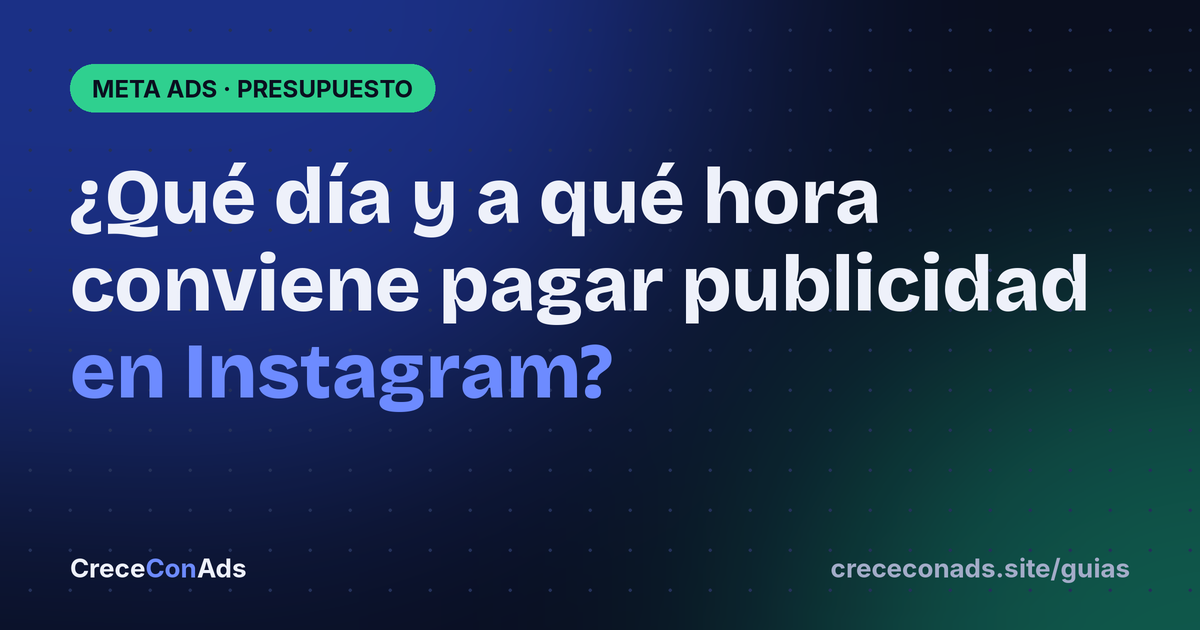 META ADS · PRESUPUESTO
¿Qué día y a qué hora
conviene pagar publicidad
en Instagram?
CreceConAds
crececonads.site/guias